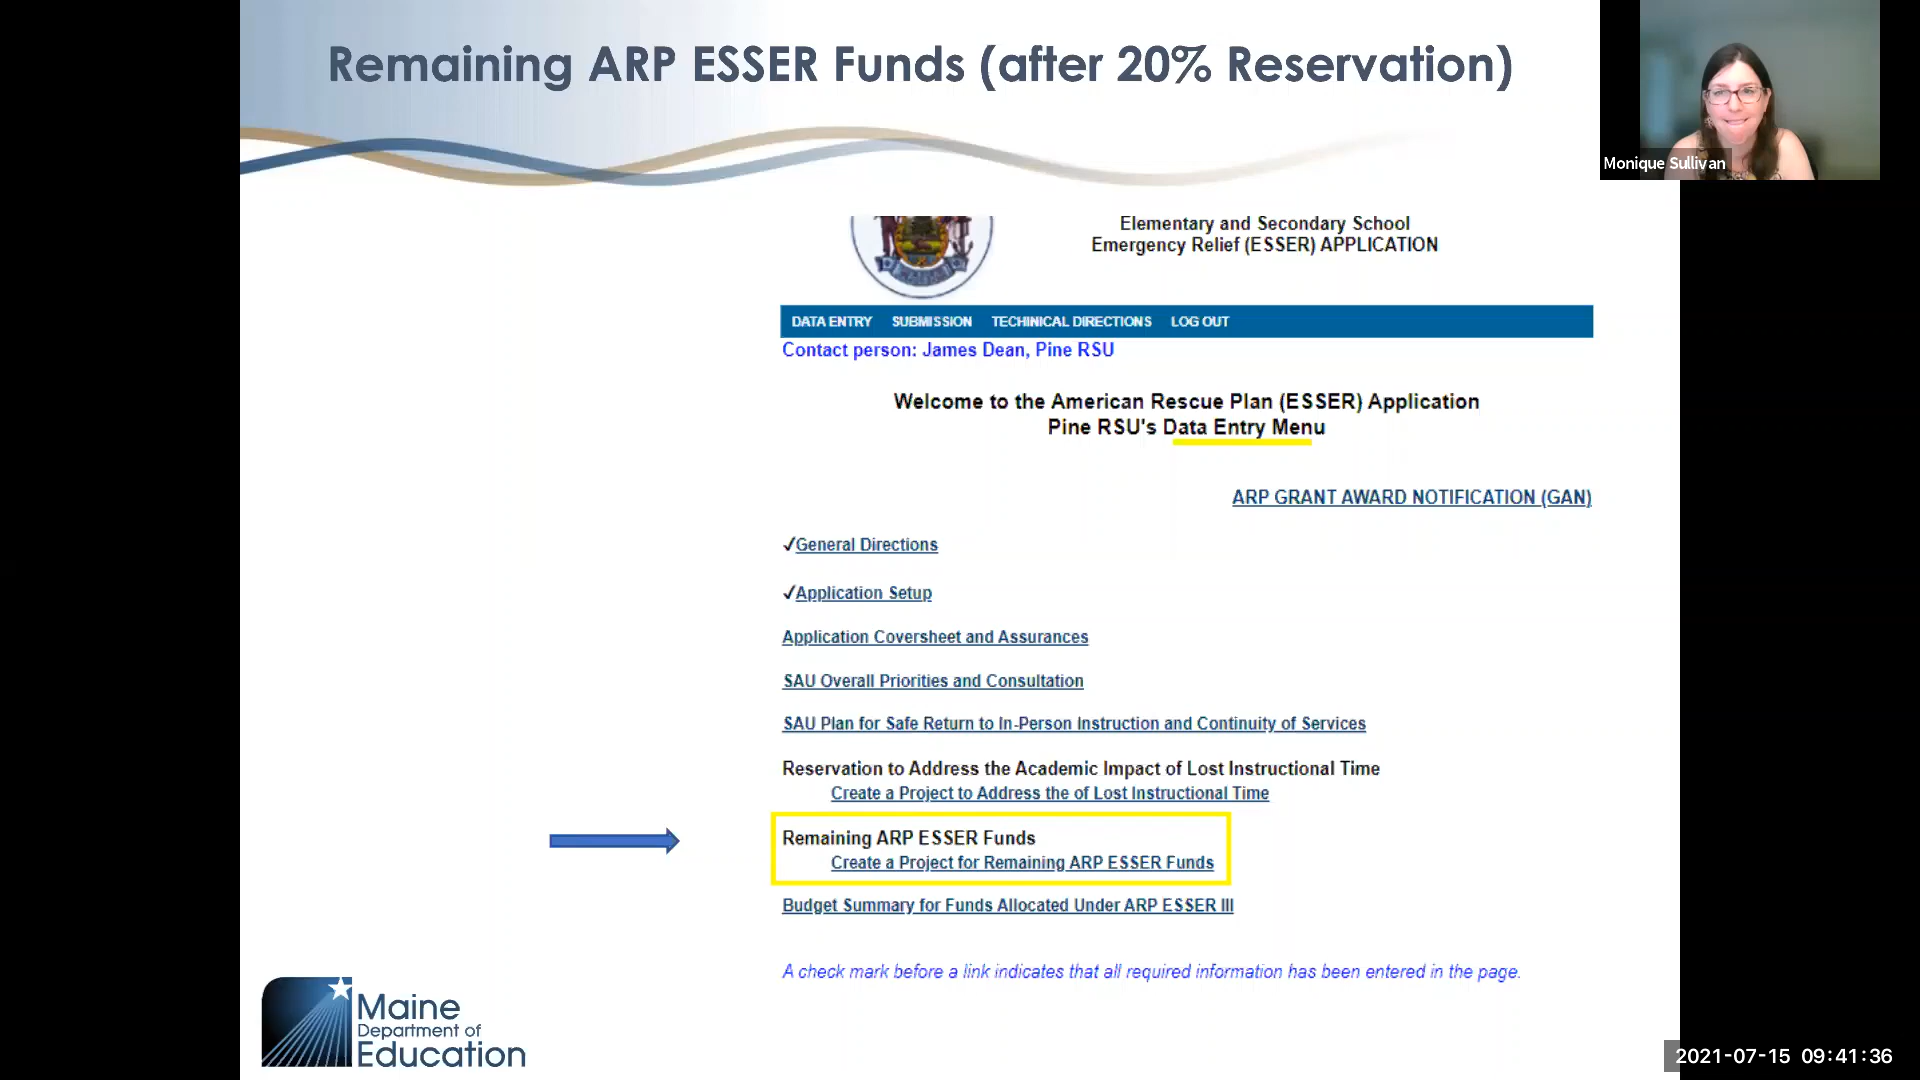 Remaining ARP ESSER Funds (after 20% Reservation)
Monique Sullivan
Elementary and Secondary School
Emergency Relief (ESSER) APPLICATION
DATA ENTRY SUBMISSION TECHINICAL DIRECTIONS LOG OUT
Contact person: James Dean, Pine RSU
Welcome to the American Rescue Plan (ESSER) Application
Pine RSU's Data Entry Menu
ARP GRANT AWARD NOTIFICATION (GAN)
✓General Directions
✓Application Setup
Application Coversheet and Assurances
SAU Overall Priorities and Consultation
SAU Plan for Safe Return to In-Person Instruction and Continuity of Services
Reservation to Address the Academic Impact of Lost Instructional Time
Create a Project to Address the of Lost Instructional Time
Remaining ARP ESSER Funds
Create a Project for Remaining ARP ESSER Funds
Budget Summary for Funds Allocated Under ARP ESSER III
A check mark before a link indicates that all required information has been entered in the page.
Maine
Department of
Education
2021-07-15 09:41:36